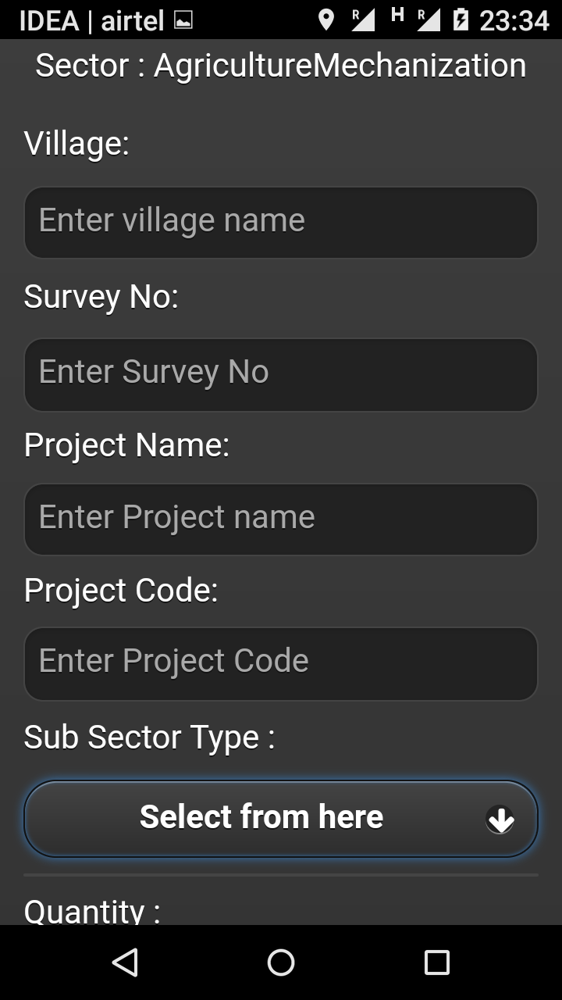 IDEA | airtel R H R 23:34
Sector : AgricultureMechanization
Village:
Enter village name
Survey No:
Enter Survey No
Project Name:
Enter Project name
Project Code:
Enter Project Code
Sub Sector Type :
Select from here
Quantity :